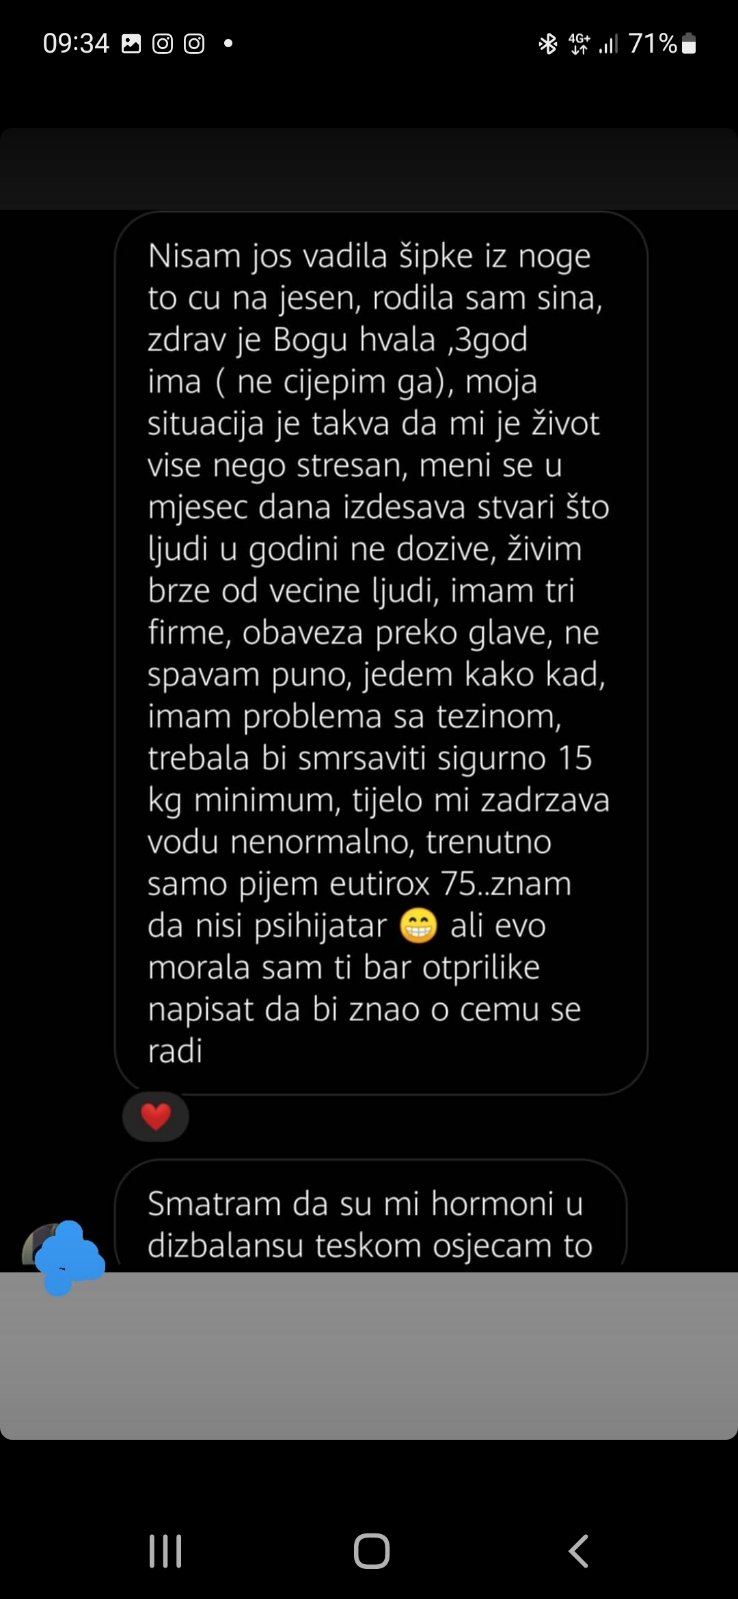 09:34
4G+
71%
Nisam jos vadila šipke iz noge
to cu na jesen, rodila sam sina,
zdrav je Bogu hvala ,3god
ima ( ne cijepim ga), moja
situacija je takva da mi je život
vise nego stresan, meni se u
mjesec dana izdesava stvari što
ljudi u godini ne dozive, živim
brze od vecine ljudi, imam tri
firme, obaveza preko glave, ne
spavam puno, jedem kako kad,
imam problema sa tezinom,
trebala bi smrsaviti sigurno 15
kg minimum, tijelo mi zadrzava
vodu nenormalno, trenutno
samo pijem eutirox 75..znam
da nisi psihijatar 😁 ali evo
morala sam ti bar otprilike
napisat da bi znao o cemu se
radi
Smatram da su mi hormoni u
dizbalansu teskom osjecam to